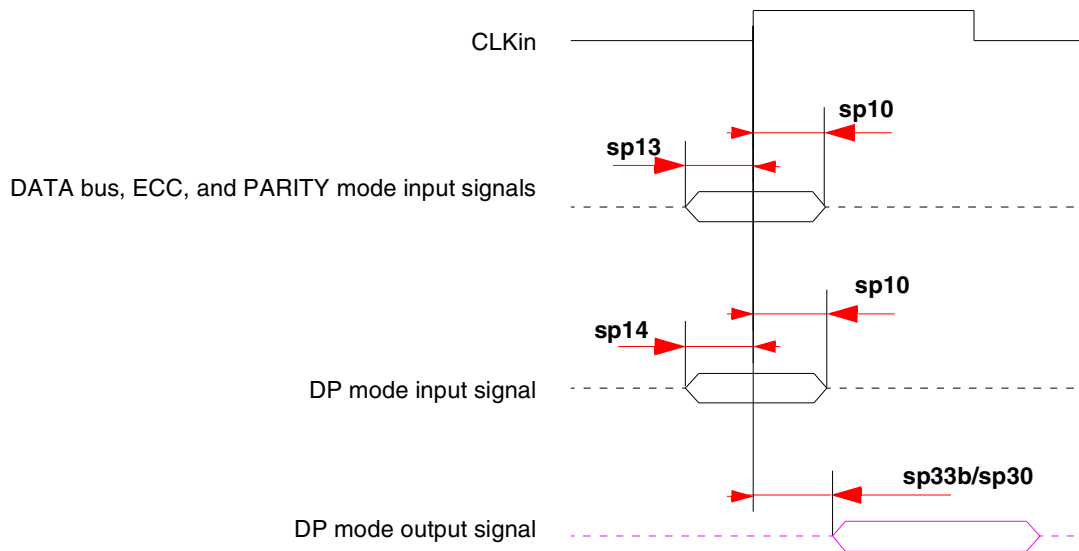 CLKin
sp10
sp13
DATA bus, ECC, and PARITY mode input signals
sp10
sp14
DP mode input signal
sp33b/sp30
DP mode output signal